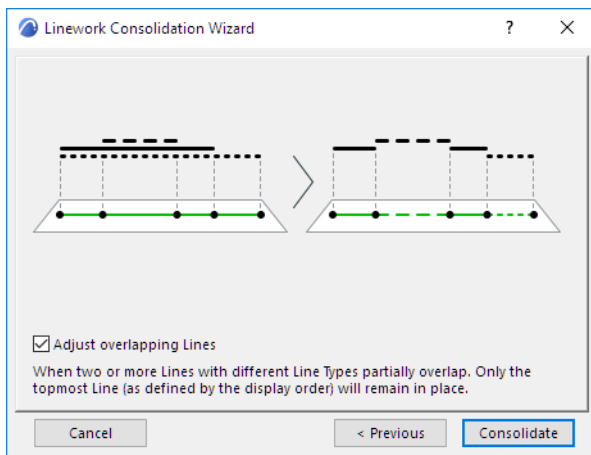 Linework Consolidation Wizard
?
Adjust overlapping Lines
When two or more Lines with different Line Types partially overlap. Only the
topmost Line (as defined by the display order) will remain in place.
Cancel
< Previous
Consolidate